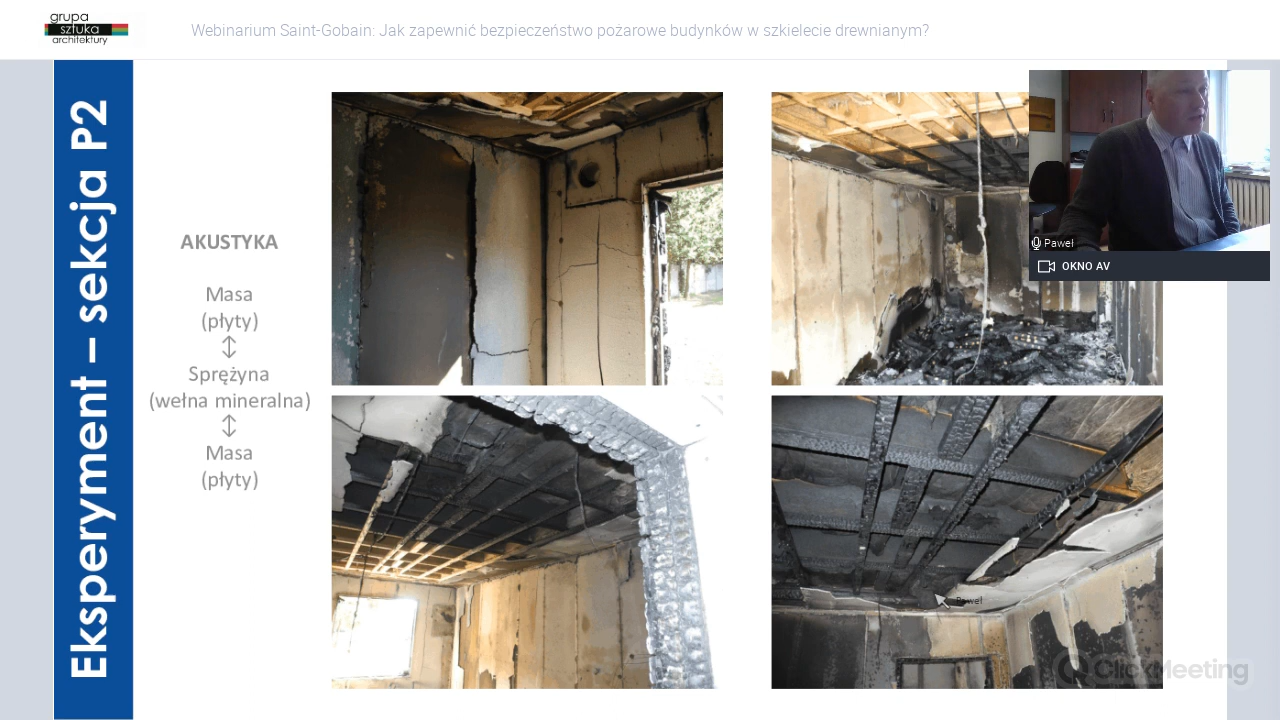 grupa
sztuka
architektury
Webinarium Saint-Gobain: Jak zapewnić bezpieczeństwo pożarowe budynków w szkielecie drewnianym?
Eksperyment – sekcja P2
AKUSTYKA
Masa
(płyty)
Sprężyna
(wełna mineralna)
Masa
(płyty)
Paweł
OKNO AV
Paweł
ClickMeeting